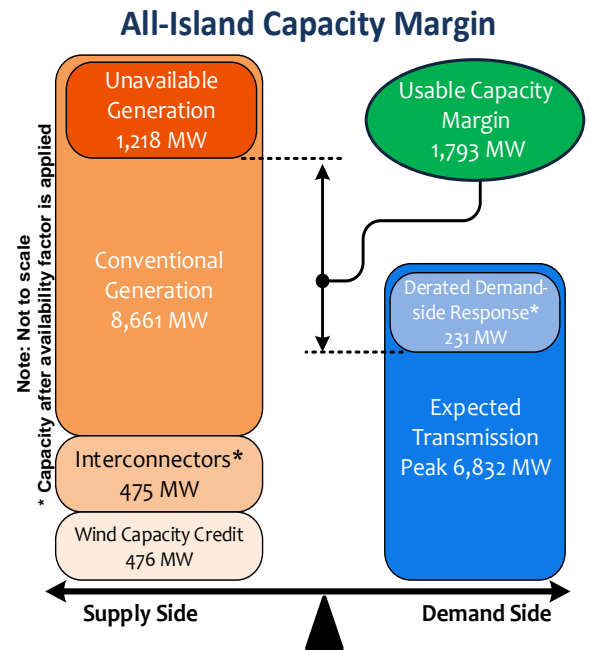 All-Island Capacity Margin
Unavailable
Generation
1,218 MW
Conventional
Generation
8,661 MW
Interconnectors*
475 MW
Wind Capacity Credit
476 MW
Usable Capacity
Margin
1,793 MW
Derated Demand-
side Response*
231 MW
Expected
Transmission
Peak 6,832 MW
Supply Side
Demand Side
Note: Not to scale
* Capacity after availability factor is applied